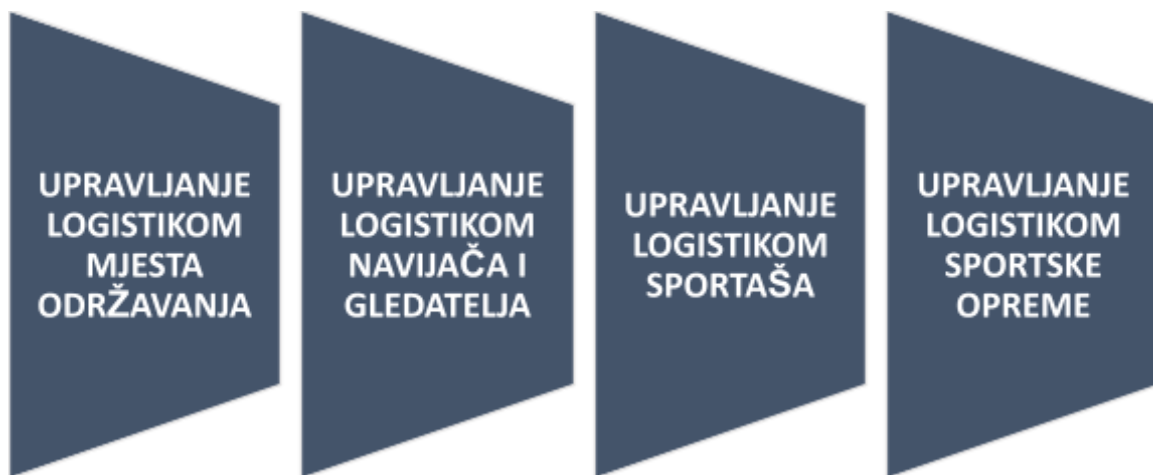 UPRAVLJANJE
LOGISTIKOM
MJESTA
ODRŽAVANJA
UPRAVLJANJE
LOGISTIKOM
NAVIJAČA I
GLEDATELJA
UPRAVLJANJE
LOGISTIKOM
SPORTAŠA
UPRAVLJANJE
LOGISTIKOM
SPORTSKE
OPREME